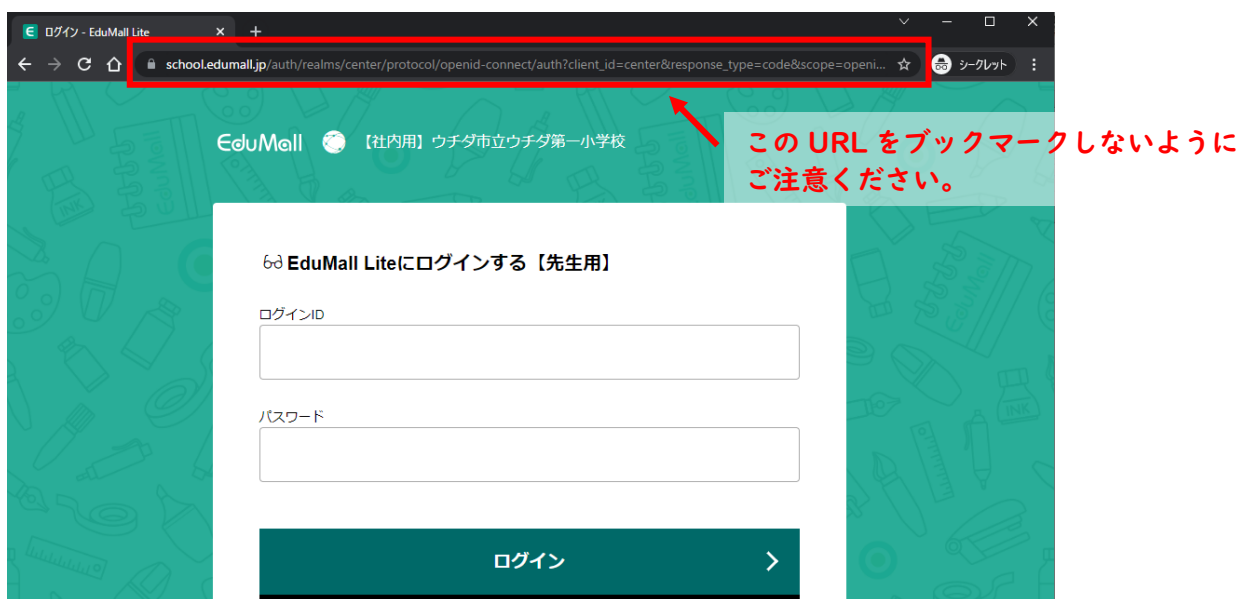 ログイン - EduMall Lite
school.edumall.jp/auth/realms/center/protocol/openid-connect/auth?client_id=center&response_type=code&scope=openi...
シークレット
EduMall 【社内用】ウチダ市立ウチダ第一小学校
この URL をブックマークしないように
ご注意ください。
EduMall Liteにログインする【先生用】
ログインID
パスワード
ログイン
INK
INK
EduMall